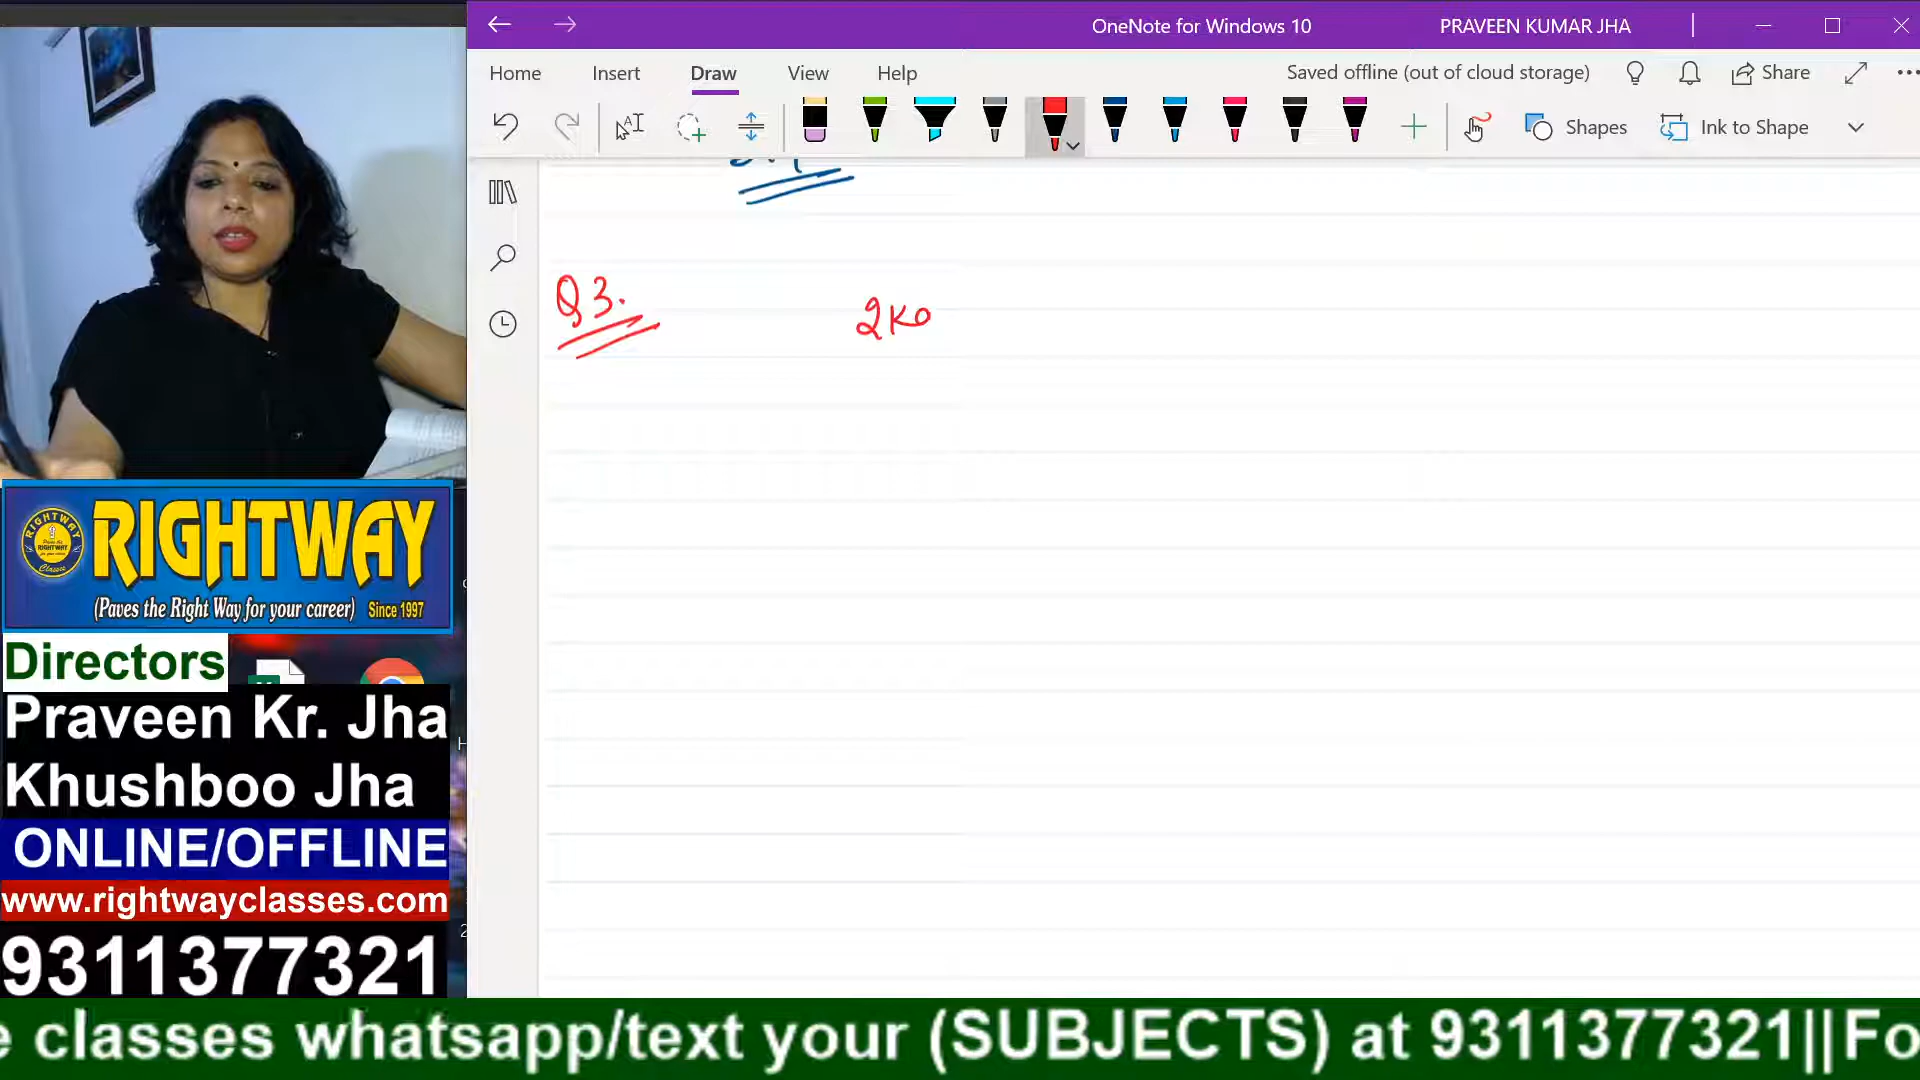 OneNote for Windows 10
PRAVEEN KUMAR JHA
Home Insert Draw View Help
Saved offline (out of cloud storage)
Share
Shapes
Ink to Shape
Q3.
RIGHTWAY
RIGHTWAY
Classes
(Paves the Right Way for your career) Since 1997
Directors
Praveen Kr. Jha
Khushboo Jha
ONLINE/OFFLINE
www.rightwayclasses.com
9311377321
e classes whatsapp/text your (SUBJECTS) at 9311377321||Fo